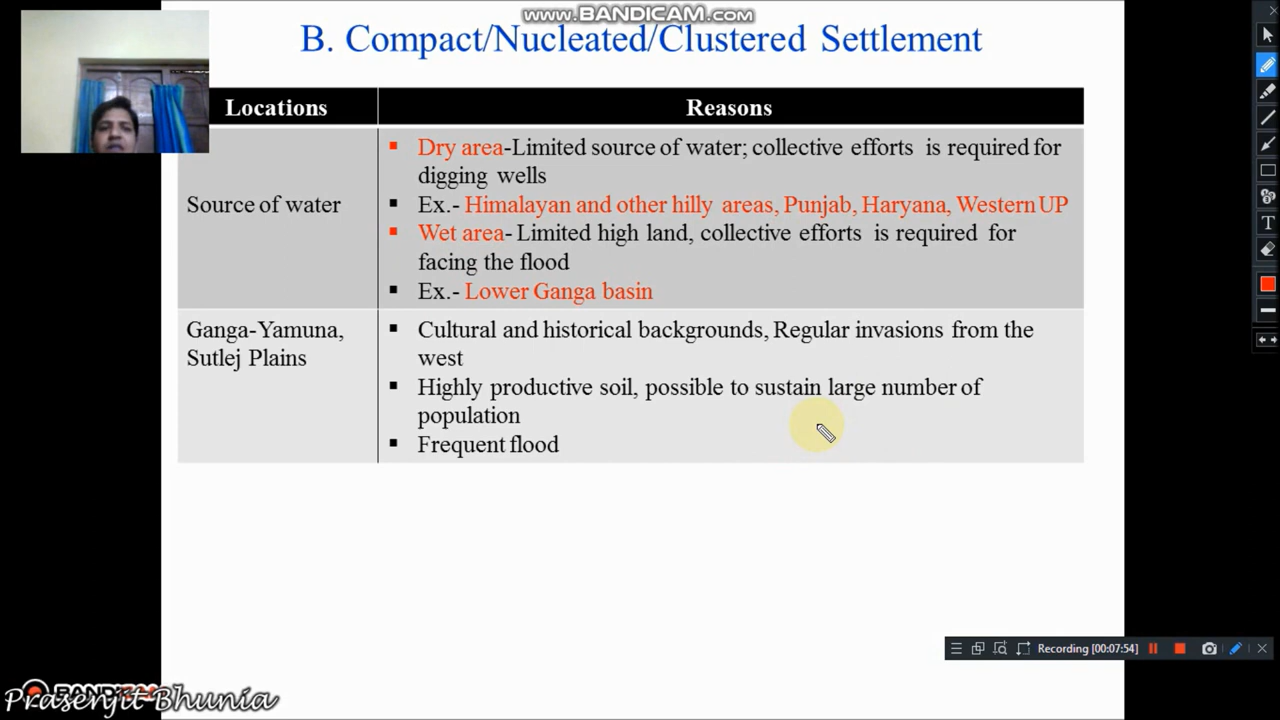 www.BANDICAM.com
B. Compact/Nucleated/Clustered Settlement
Locations
Reasons
Source of water
Dry area-Limited source of water; collective efforts is required for
digging wells
Ex.- Himalayan and other hilly areas, Punjab, Haryana, Western UP
Wet area- Limited high land, collective efforts is required for
facing the flood
Ex.- Lower Ganga basin
Ganga-Yamuna,
Sutlej Plains
Cultural and historical backgrounds, Regular invasions from the
west
Highly productive soil, possible to sustain large number of
population
Frequent flood
Recording [00:07:54]
BANDICAM
Prasenjit Bhunia